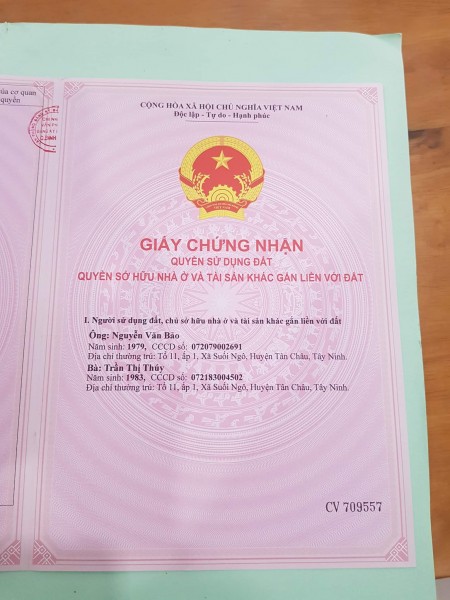 ủa cơ quan
quyền
CỘNG HÒA XÃ HỘI CHỦ NGHĨA VIỆT NAM
Độc lập - Tự do - Hạnh phúc
GIẤY CHỨNG NHẬN
QUYỀN SỬ DỤNG ĐẤT
QUYỀN SỞ HỮU NHÀ Ở VÀ TÀI SẢN KHÁC GẮN LIỀN VỚI ĐẤT
I. Người sử dụng đất, chủ sở hữu nhà ở và tài sản khác gắn liền với đất
Ông: Nguyễn Văn Bảo
Năm sinh: 1979, CCCD số: 072079002691
Địa chỉ thường trú: Tổ 11, ấp 1, Xã Suối Ngô, Huyện Tân Châu, Tây Ninh.
Bà: Trần Thị Thúy
Năm sinh: 1983, CCCD số: 072183004502
Địa chỉ thường trú: Tổ 11, ấp 1, Xã Suối Ngô, Huyện Tân Châu, Tây Ninh.
CV 709557